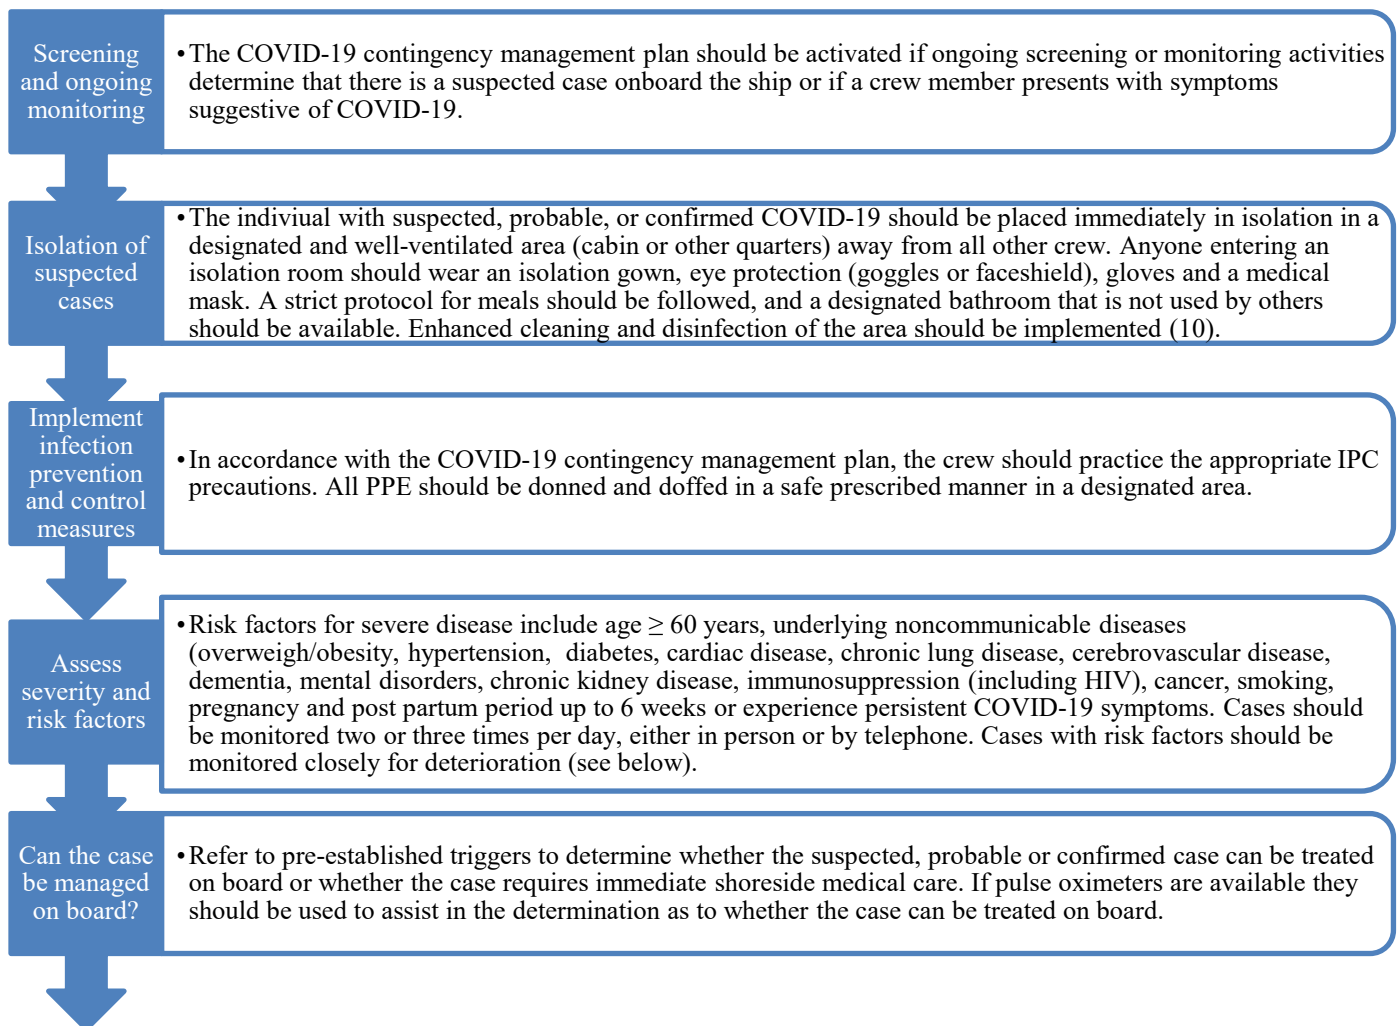 Screening
and ongoing
monitoring
•The COVID-19 contingency management plan should be activated if ongoing screening or monitoring activities
determine that there is a suspected case onboard the ship or if a crew member presents with symptoms
suggestive of COVID-19.
Isolation of
suspected
cases
•The indiviual with suspected, probable, or confirmed COVID-19 should be placed immediately in isolation in a
designated and well-ventilated area (cabin or other quarters) away from all other crew. Anyone entering an
isolation room should wear an isolation gown, eye protection (goggles or faceshield), gloves and a medical
mask. A strict protocol for meals should be followed, and a designated bathroom that is not used by others
should be available. Enhanced cleaning and disinfection of the area should be implemented (10).
Implement
infection
prevention
and control
measures
•In accordance with the COVID-19 contingency management plan, the crew should practice the appropriate IPC
precautions. All PPE should be donned and doffed in a safe prescribed manner in a designated area.
Assess
severity and
risk factors
•Risk factors for severe disease include age ≥ 60 years, underlying noncommunicable diseases
(overweigh/obesity, hypertension, diabetes, cardiac disease, chronic lung disease, cerebrovascular disease,
dementia, mental disorders, chronic kidney disease, immunosuppression (including HIV), cancer, smoking,
pregnancy and post partum period up to 6 weeks or experience persistent COVID-19 symptoms. Cases should
be monitored two or three times per day, either in person or by telephone. Cases with risk factors should be
monitored closely for deterioration (see below).
Can the case
be managed
on board?
•Refer to pre-established triggers to determine whether the suspected, probable or confirmed case can be treated
on board or whether the case requires immediate shoreside medical care. If pulse oximeters are available they
should be used to assist in the determination as to whether the case can be treated on board.